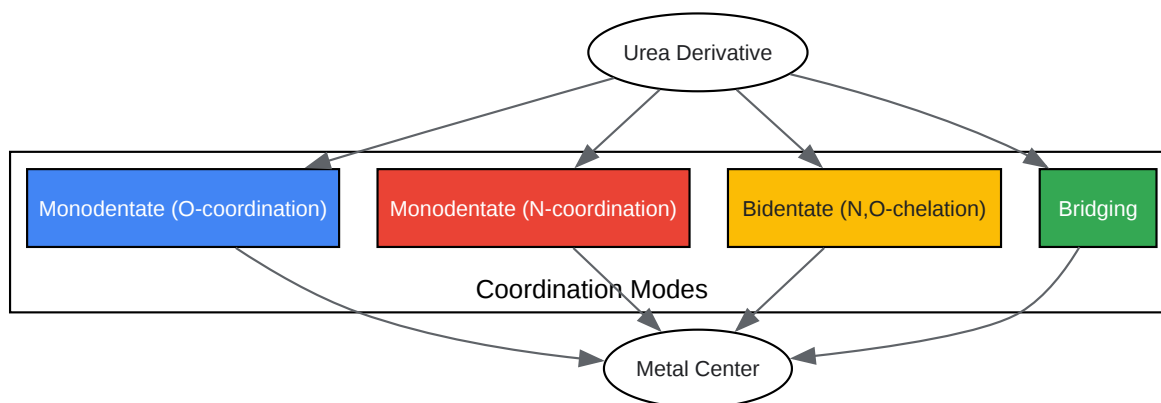 Urea Derivative
Monodentate (O-coordination)
Monodentate (N-coordination)
Bidentate (N,O-chelation)
Bridging
Coordination Modes
Metal Center